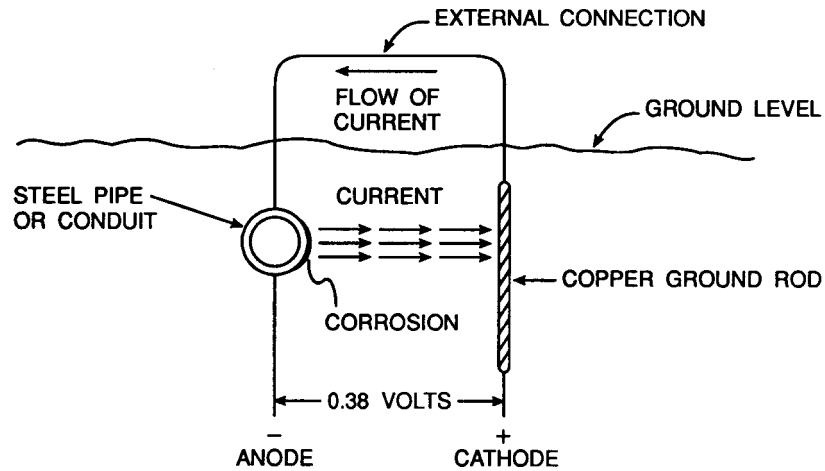 EXTERNAL CONNECTION
FLOW OF
CURRENT
GROUND LEVEL
STEEL PIPE
OR CONDUIT
CURRENT
COPPER GROUND ROD
CORROSION
0.38 VOLTS
−
+
ANODE
CATHODE